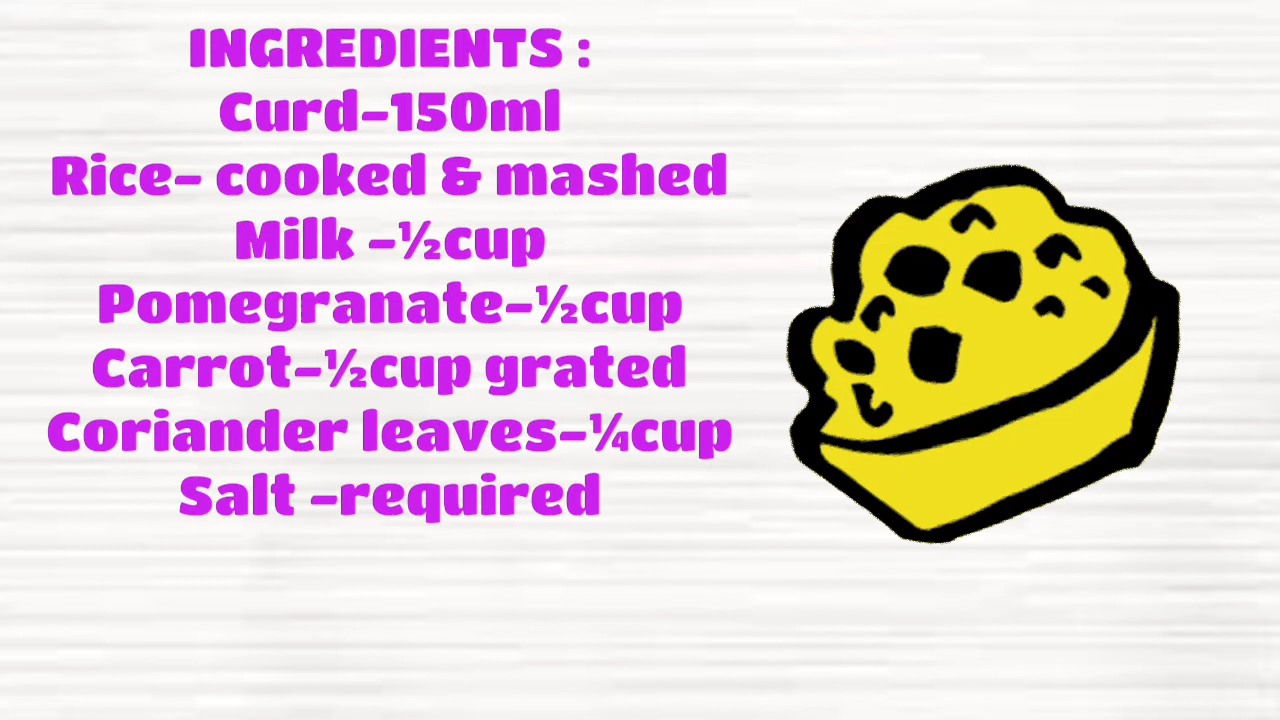 INGREDIENTS :
Curd-150ml
Rice- cooked & mashed
Milk -½cup
Pomegranate-½cup
Carrot-½cup grated
Coriander leaves-¼cup
Salt -required